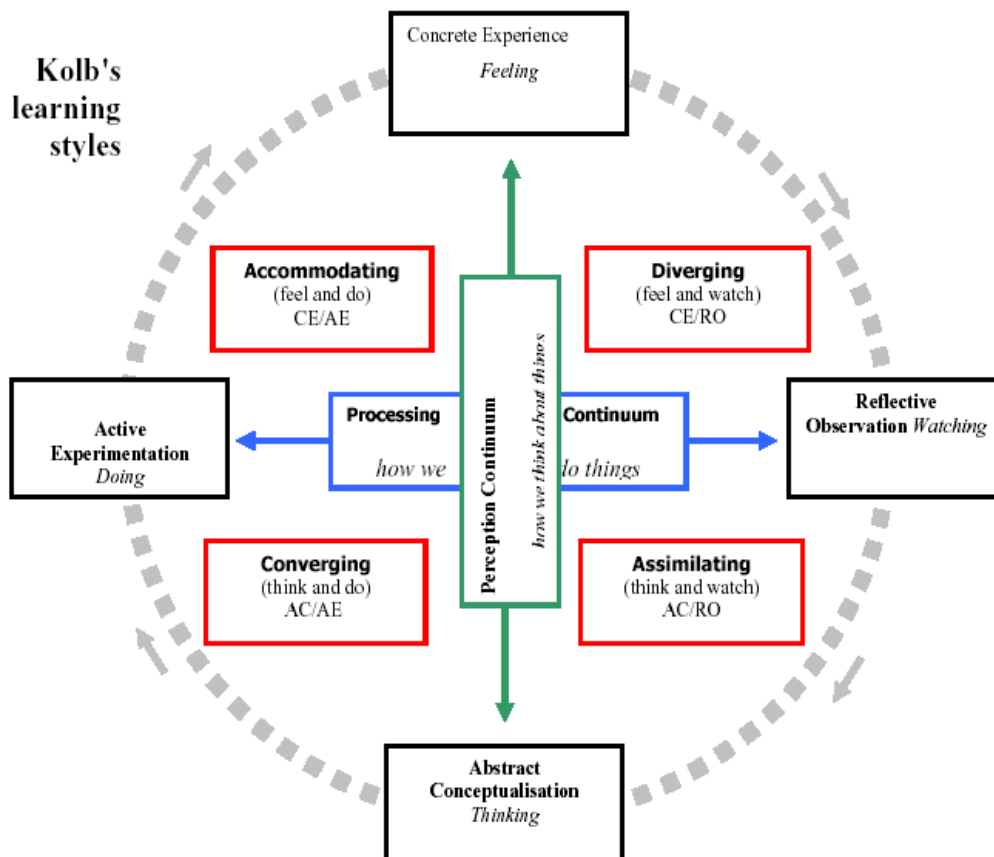 Kolb's
learning
styles
Concrete Experience
Feeling
Accommodating
(feel and do)
CE/AE
Diverging
(feel and watch)
CE/RO
Active
Experimentation
Doing
Processing
how we
Perception Continuum
how we think about things
Continuum
do things
Reflective
Observation Watching
Converging
(think and do)
AC/AE
Assimilating
(think and watch)
AC/RO
Abstract
Conceptualisation
Thinking